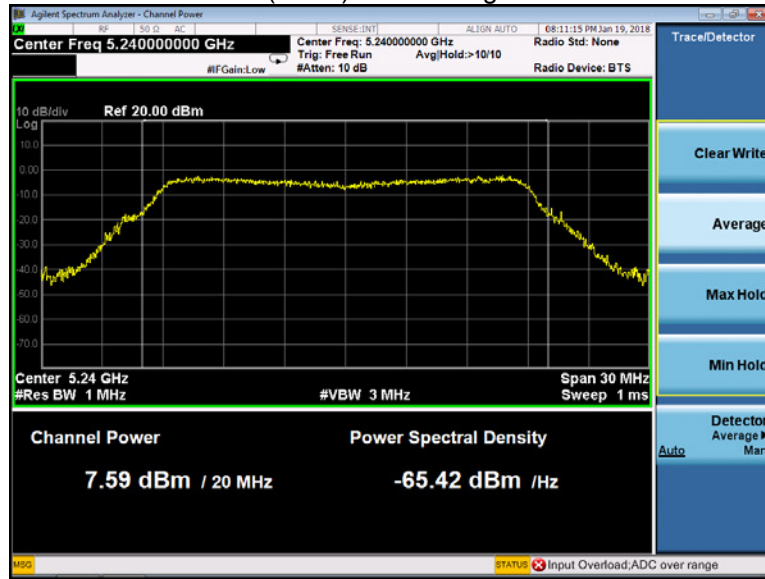 Agilent Spectrum Analyzer - Channel Power
RF 50 Ω AC SENSE:INT ALIGN AUTO 08:11:15 PM Jan 19, 2018
Center Freq 5.240000000 GHz
Center Freq: 5.240000000 GHz Radio Std: None
Trig: Free Run Avg|Hold:>10/10
#IFGain:Low #Atten: 10 dB Radio Device: BTS
Trace/Detector
10 dB/div Ref 20.00 dBm
Log
10.0
0.00
-10.0
-20.0
-30.0
-40.0
-50.0
-60.0
-70.0
Center 5.24 GHz Span 30 MHz
#Res BW 1 MHz #VBW 3 MHz Sweep 1 ms
Channel Power Power Spectral Density
7.59 dBm / 20 MHz -65.42 dBm /Hz
Clear Write
Average
Max Hold
Min Hold
Detector
Average
Auto Man
MSG STATUS Input Overload;ADC over range